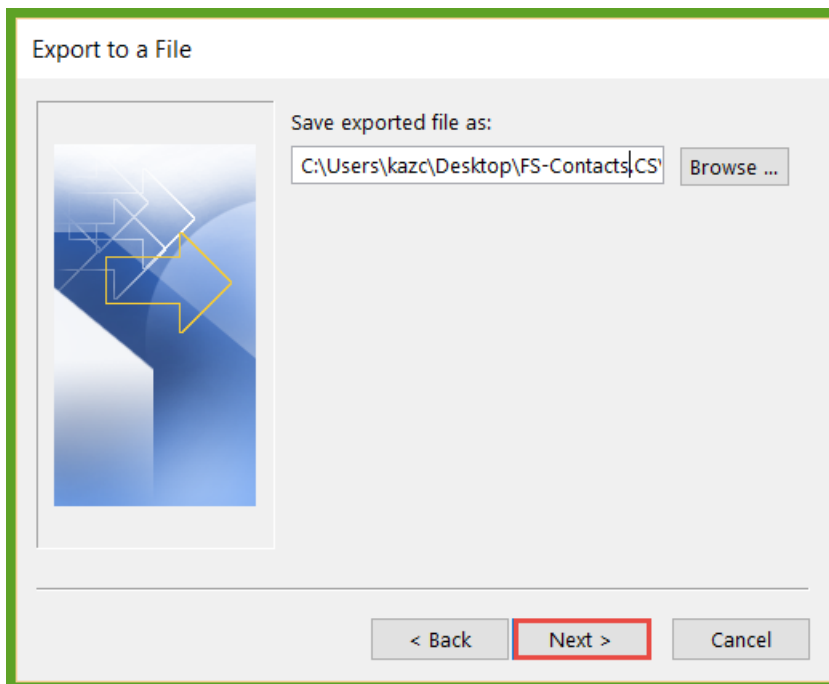 Export to a File
Save exported file as:
C:\Users\kazc\Desktop\FS-Contacts.CS
Browse ...
< Back
Next >
Cancel